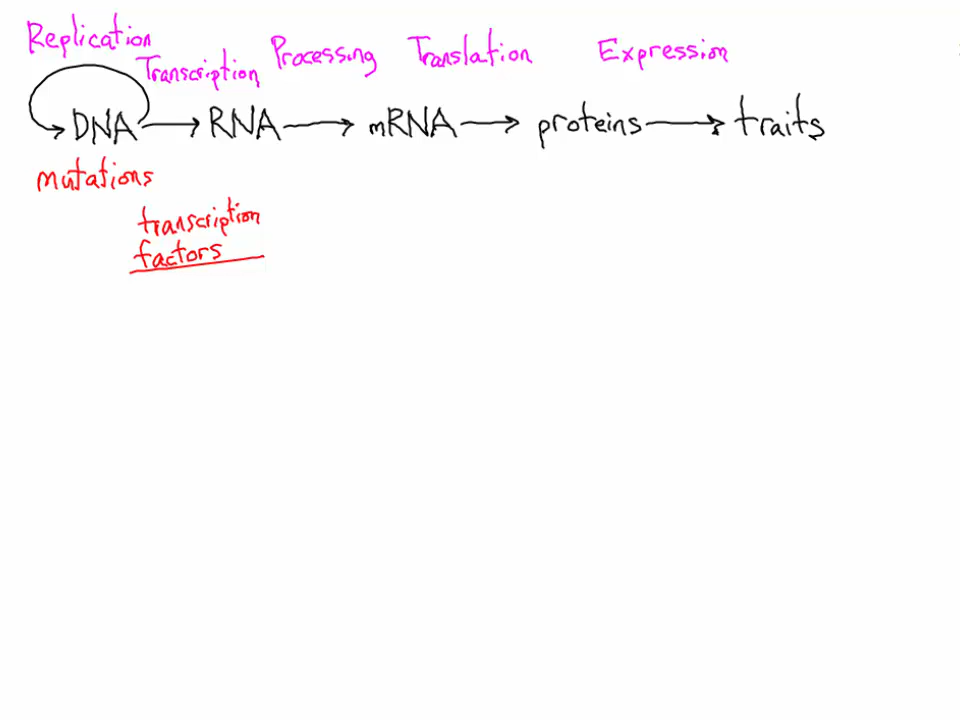 Replication
Transcription Processing Translation Expression
DNA → RNA → mRNA → proteins → traits
mutations
transcription
factors